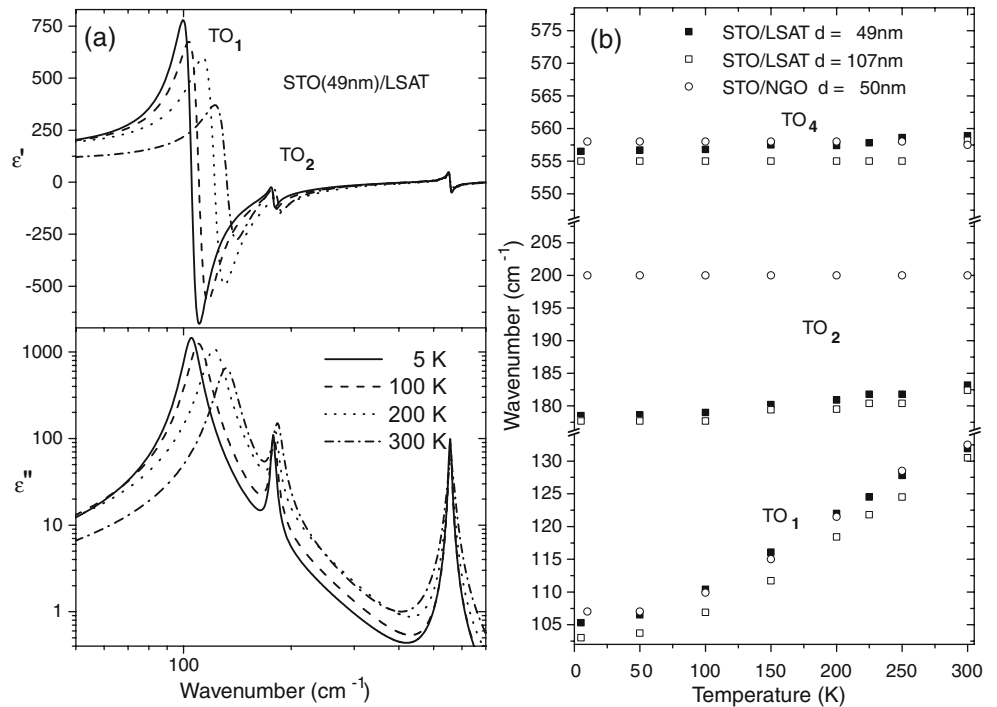 (a)
TO1
STO(49nm)/LSAT
TO2
750
500
250
0
-250
-500
ε'
1000
100
10
1
ε"
5 K
100 K
200 K
300 K
100
200
Wavenumber (cm-1)
(b)
STO/LSAT d = 49nm
STO/LSAT d = 107nm
STO/NGO d = 50nm
TO4
TO2
TO1
575
570
565
560
555
550
205
200
195
190
185
180
130
125
120
115
110
105
Wavenumber (cm-1)
0
50
100
150
200
250
300
Temperature (K)